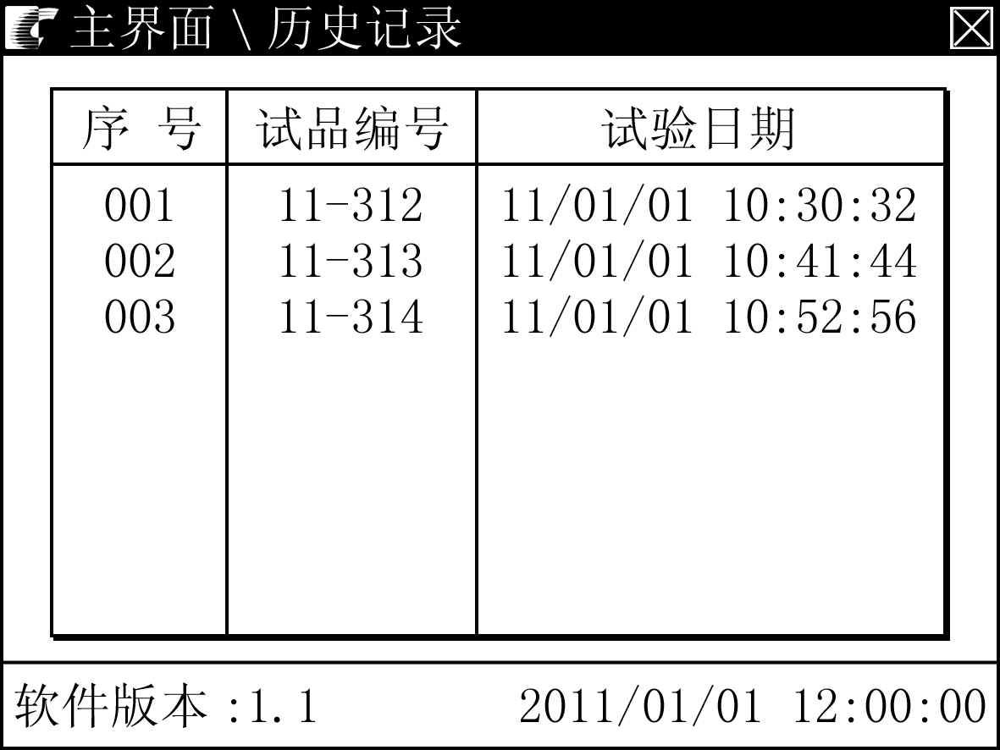 主界面\历史记录
序 号 试品编号 试验日期
001 11-312 11/01/01 10:30:32
002 11-313 11/01/01 10:41:44
003 11-314 11/01/01 10:52:56
软件版本:1.1 2011/01/01 12:00:00